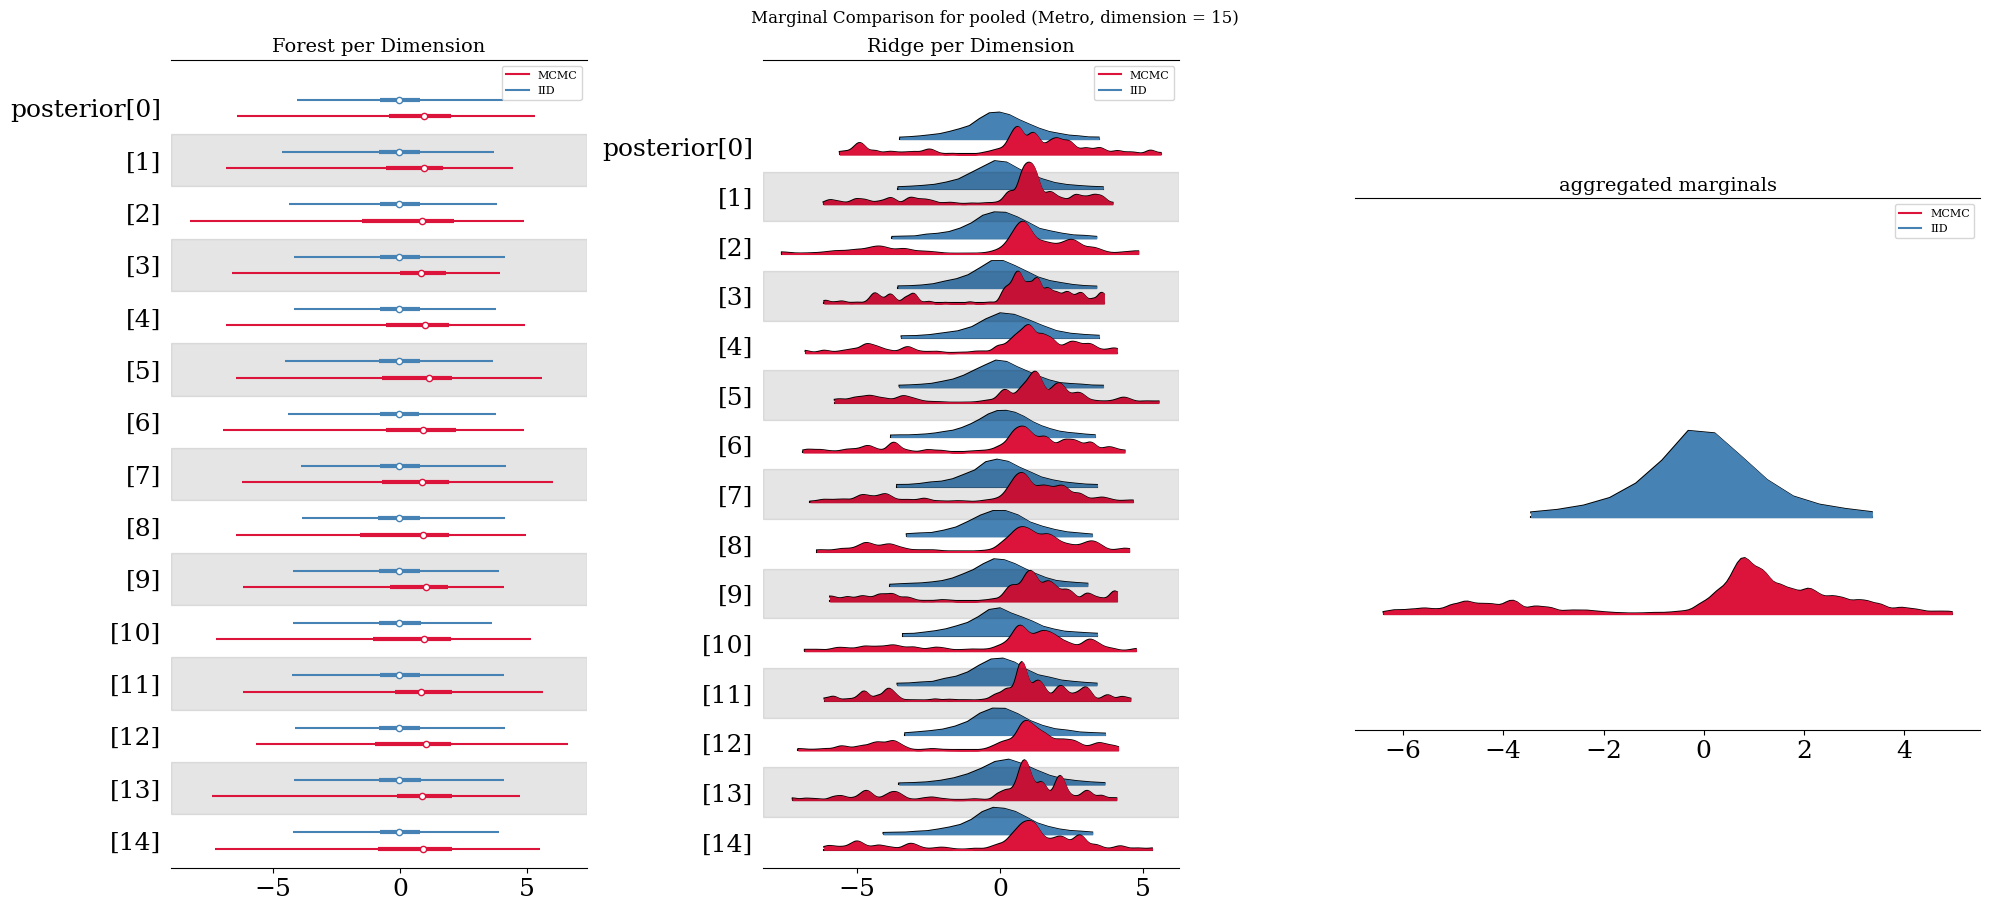 Marginal Comparison for pooled (Metro, dimension = 15)
Forest per Dimension
MCMC
IID
posterior[0]
[1]
[2]
[3]
[4]
[5]
[6]
[7]
[8]
[9]
[10]
[11]
[12]
[13]
[14]
−5 0 5
Ridge per Dimension
MCMC
IID
posterior[0]
[1]
[2]
[3]
[4]
[5]
[6]
[7]
[8]
[9]
[10]
[11]
[12]
[13]
[14]
−5 0 5
aggregated marginals
MCMC
IID
−6 −4 −2 0 2 4